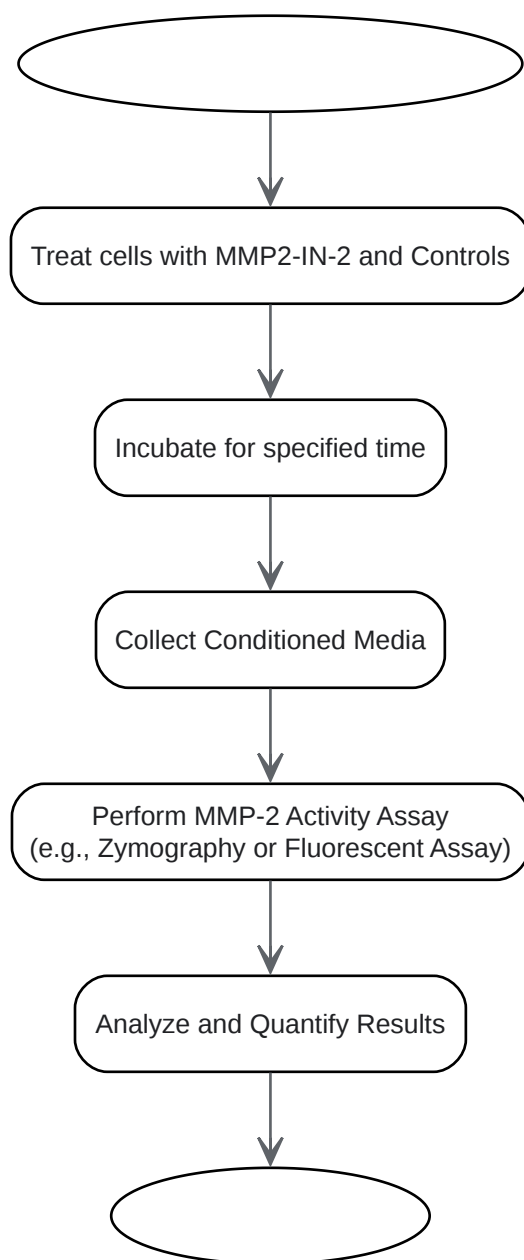 Treat cells with MMP2-IN-2 and Controls
Incubate for specified time
Collect Conditioned Media
Perform MMP-2 Activity Assay
(e.g., Zymography or Fluorescent Assay)
Analyze and Quantify Results